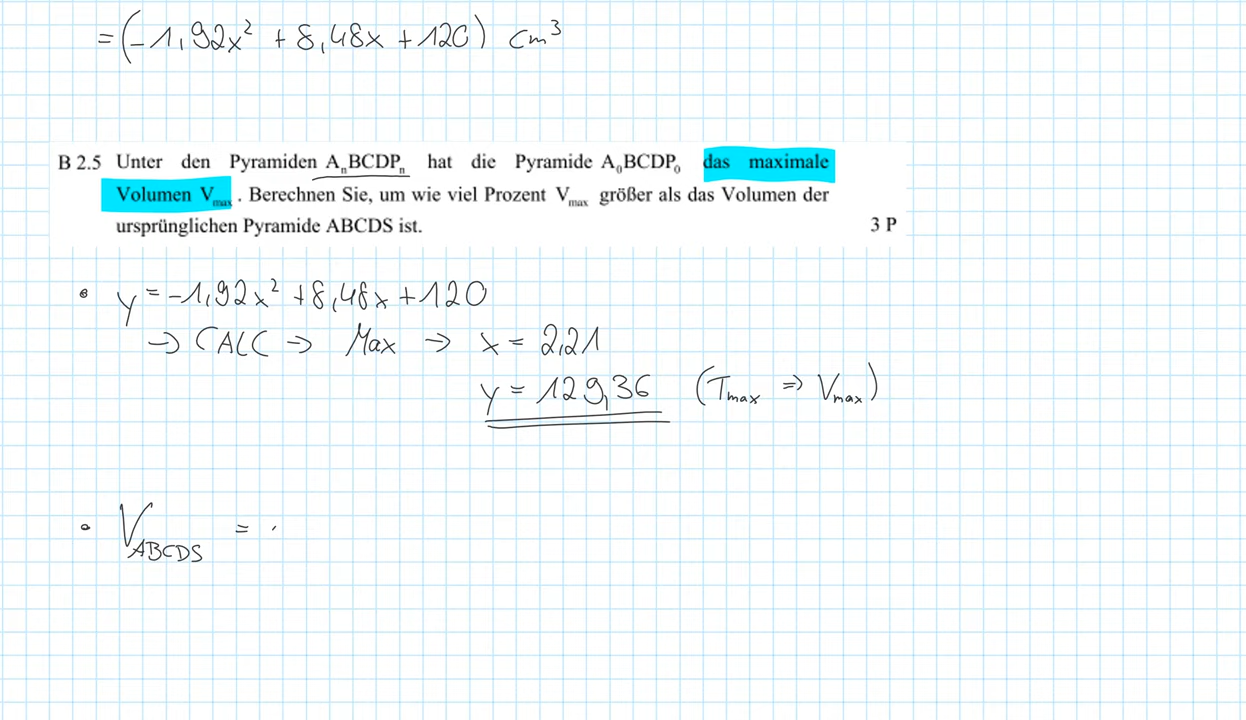 = (-1,92x² + 8,48x + 120) cm³
B 2.5 Unter den Pyramiden AₙBCDPₙ hat die Pyramide A₀BCDP₀ das maximale
Volumen Vₘₐₓ. Berechnen Sie, um wie viel Prozent Vₘₐₓ größer als das Volumen der
ursprünglichen Pyramide ABCDS ist. 3 P
• y = -1,92x² + 8,48x + 120
→ CALC → Max → x = 2,21
y = 129,36 (Tₘₐₓ ⇒ Vₘₐₓ)
• V_ABCDS =